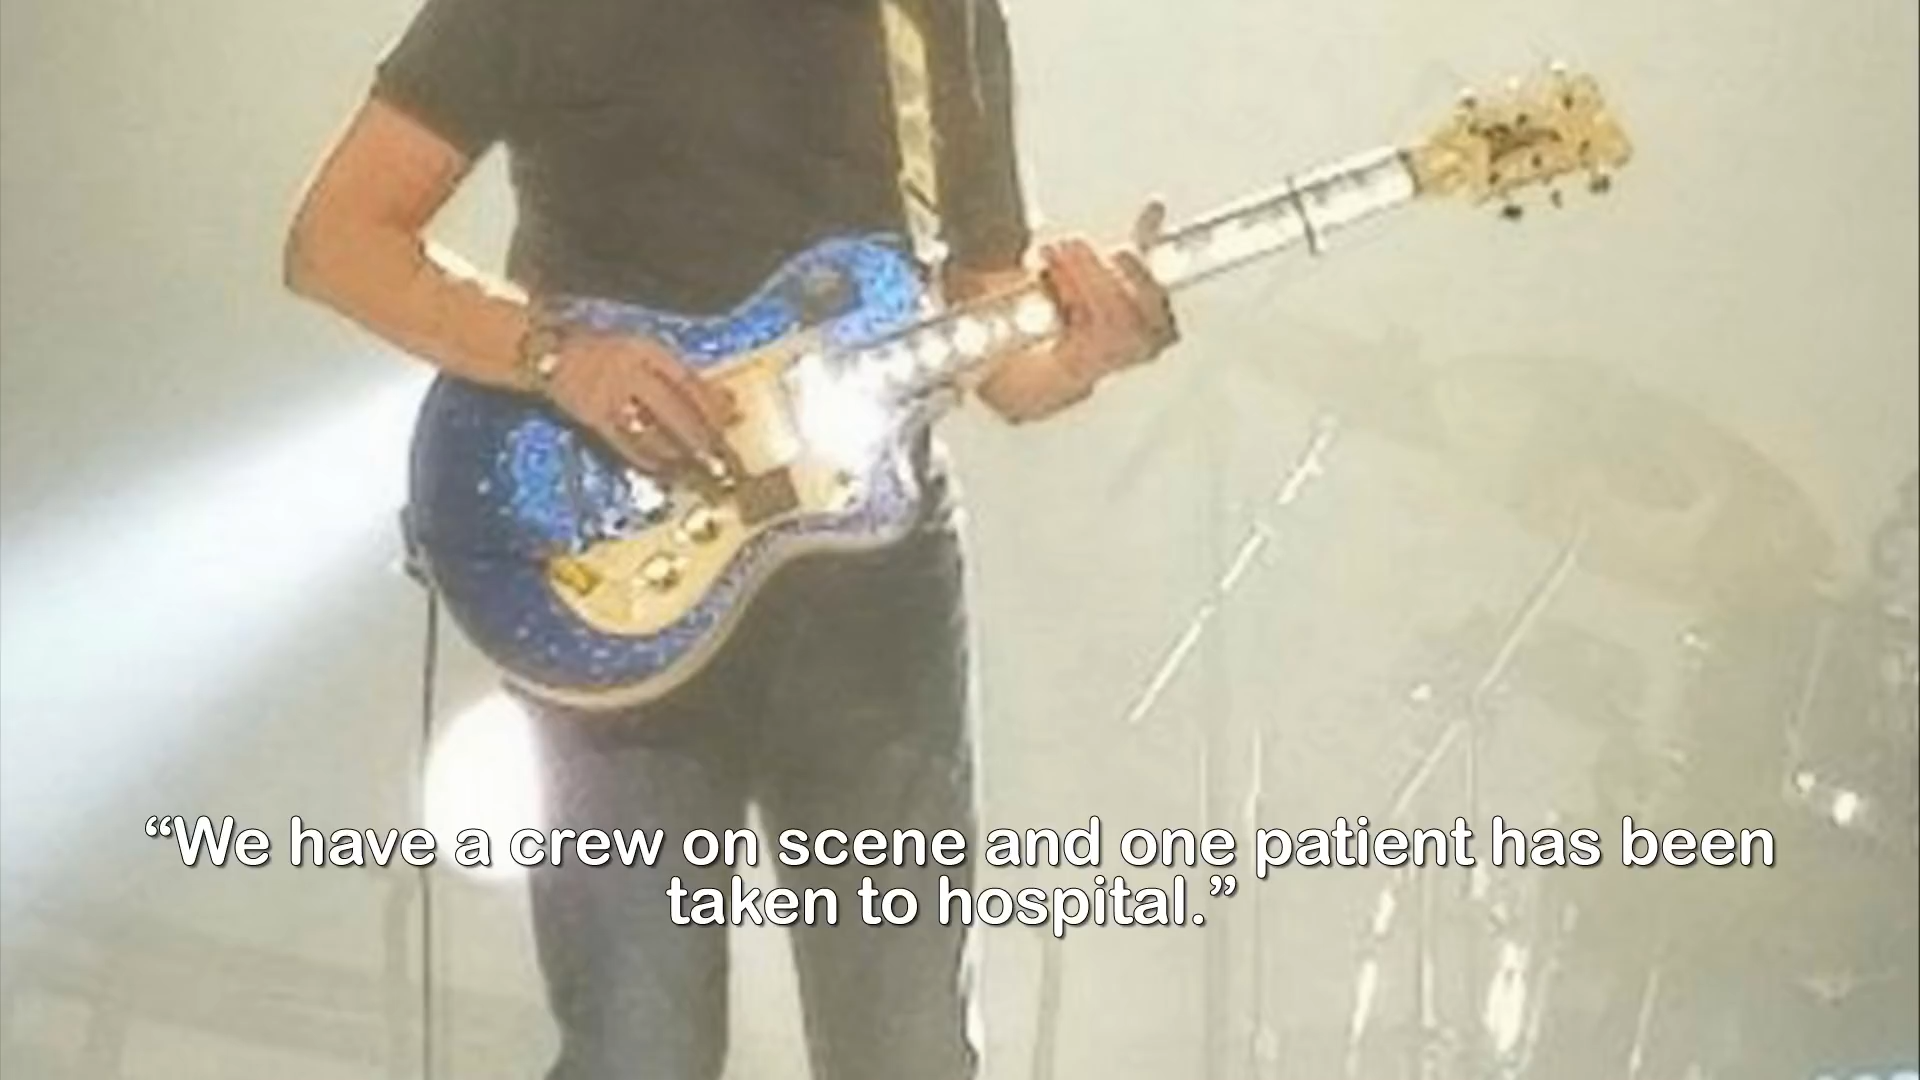 “We have a crew on scene and one patient has been
taken to hospital.”